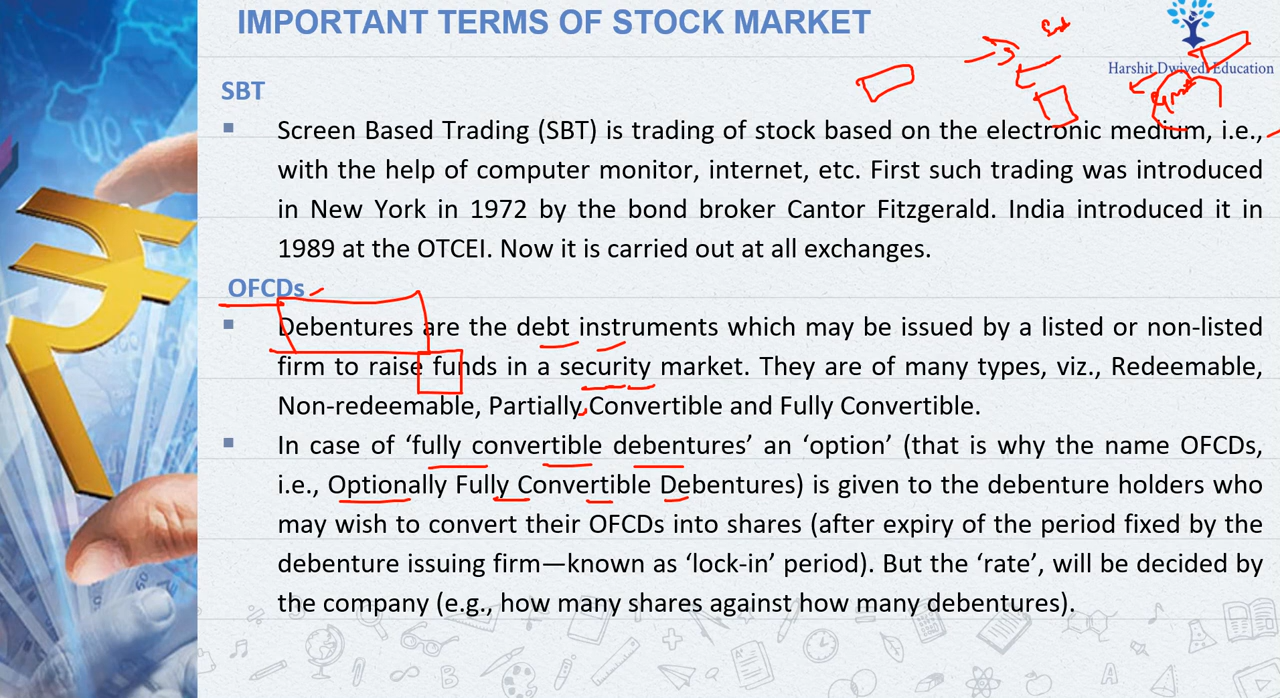 IMPORTANT TERMS OF STOCK MARKET
Harshit Dwivedi Education
SBT
▪ Screen Based Trading (SBT) is trading of stock based on the electronic medium, i.e.,
with the help of computer monitor, internet, etc. First such trading was introduced
in New York in 1972 by the bond broker Cantor Fitzgerald. India introduced it in
1989 at the OTCEI. Now it is carried out at all exchanges.
OFCDs
▪ Debentures are the debt instruments which may be issued by a listed or non-listed
firm to raise funds in a security market. They are of many types, viz., Redeemable,
Non-redeemable, Partially Convertible and Fully Convertible.
▪ In case of ‘fully convertible debentures’ an ‘option’ (that is why the name OFCDs,
i.e., Optionally Fully Convertible Debentures) is given to the debenture holders who
may wish to convert their OFCDs into shares (after expiry of the period fixed by the
debenture issuing firm—known as ‘lock-in’ period). But the ‘rate’, will be decided by
the company (e.g., how many shares against how many debentures).